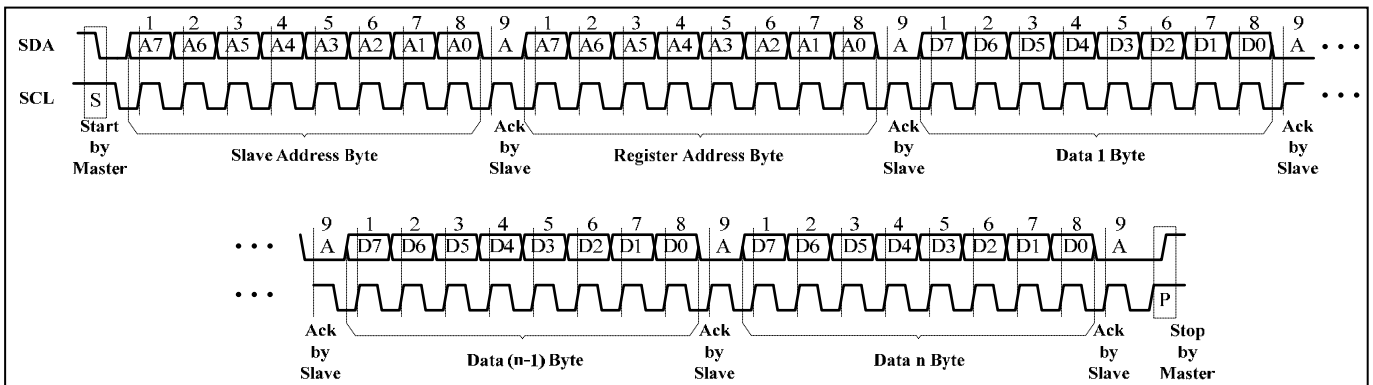 1 2 3 4 5 6 7 8 9 1 2 3 4 5 6 7 8 9 1 2 3 4 5 6 7 8 9
SDA A7 A6 A5 A4 A3 A2 A1 A0 A A7 A6 A5 A4 A3 A2 A1 A0 A D7 D6 D5 D4 D3 D2 D1 D0 A • • •
SCL S • • •
Start by Master
Slave Address Byte
Ack by Slave
Register Address Byte
Ack by Slave
Data 1 Byte
Ack by Slave
9 1 2 3 4 5 6 7 8 9 1 2 3 4 5 6 7 8 9
• • • A D7 D6 D5 D4 D3 D2 D1 D0 A D7 D6 D5 D4 D3 D2 D1 D0 A
• • • P
Ack by Slave
Data (n-1) Byte
Ack by Slave
Data n Byte
Ack by Slave
Stop by Master